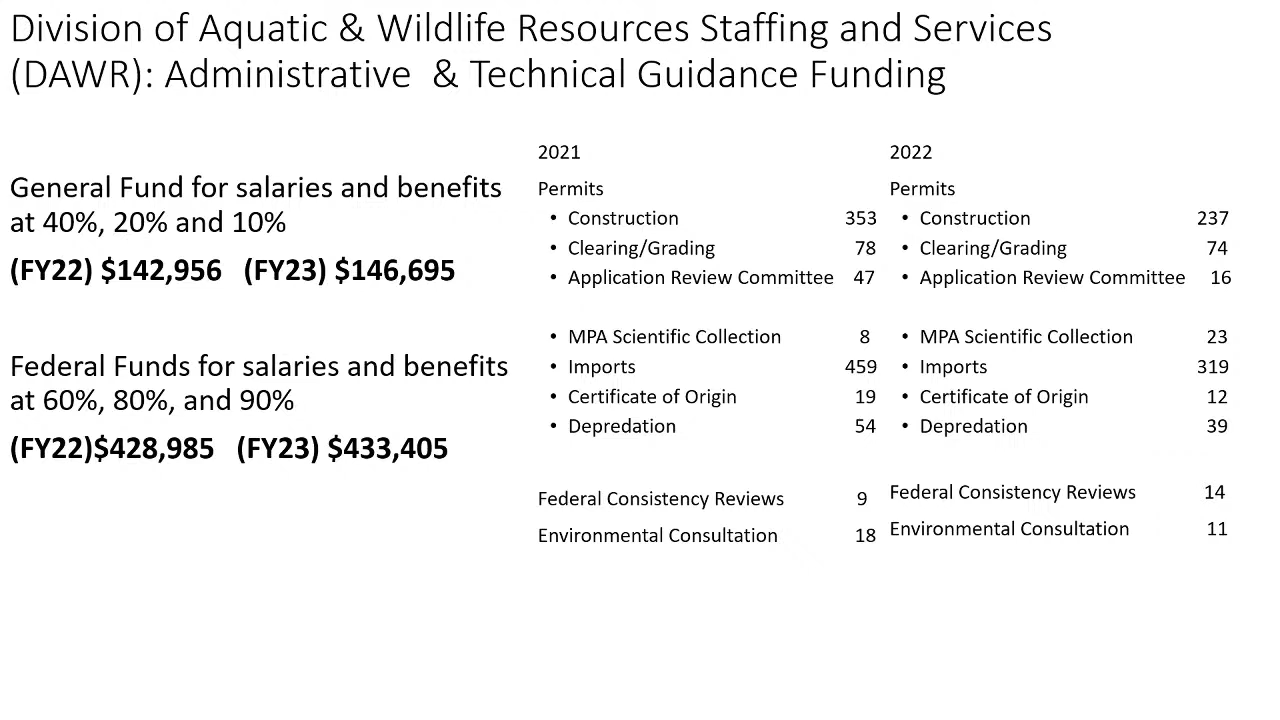 Division of Aquatic & Wildlife Resources Staffing and Services
(DAWR): Administrative & Technical Guidance Funding
General Fund for salaries and benefits
at 40%, 20% and 10%
(FY22) $142,956 (FY23) $146,695
Federal Funds for salaries and benefits
at 60%, 80%, and 90%
(FY22)$428,985 (FY23) $433,405
2021
Permits
• Construction 353
• Clearing/Grading 78
• Application Review Committee 47
• MPA Scientific Collection 8
• Imports 459
• Certificate of Origin 19
• Depredation 54
Federal Consistency Reviews 9
Environmental Consultation 18
2022
Permits
• Construction 237
• Clearing/Grading 74
• Application Review Committee 16
• MPA Scientific Collection 23
• Imports 319
• Certificate of Origin 12
• Depredation 39
Federal Consistency Reviews 14
Environmental Consultation 11